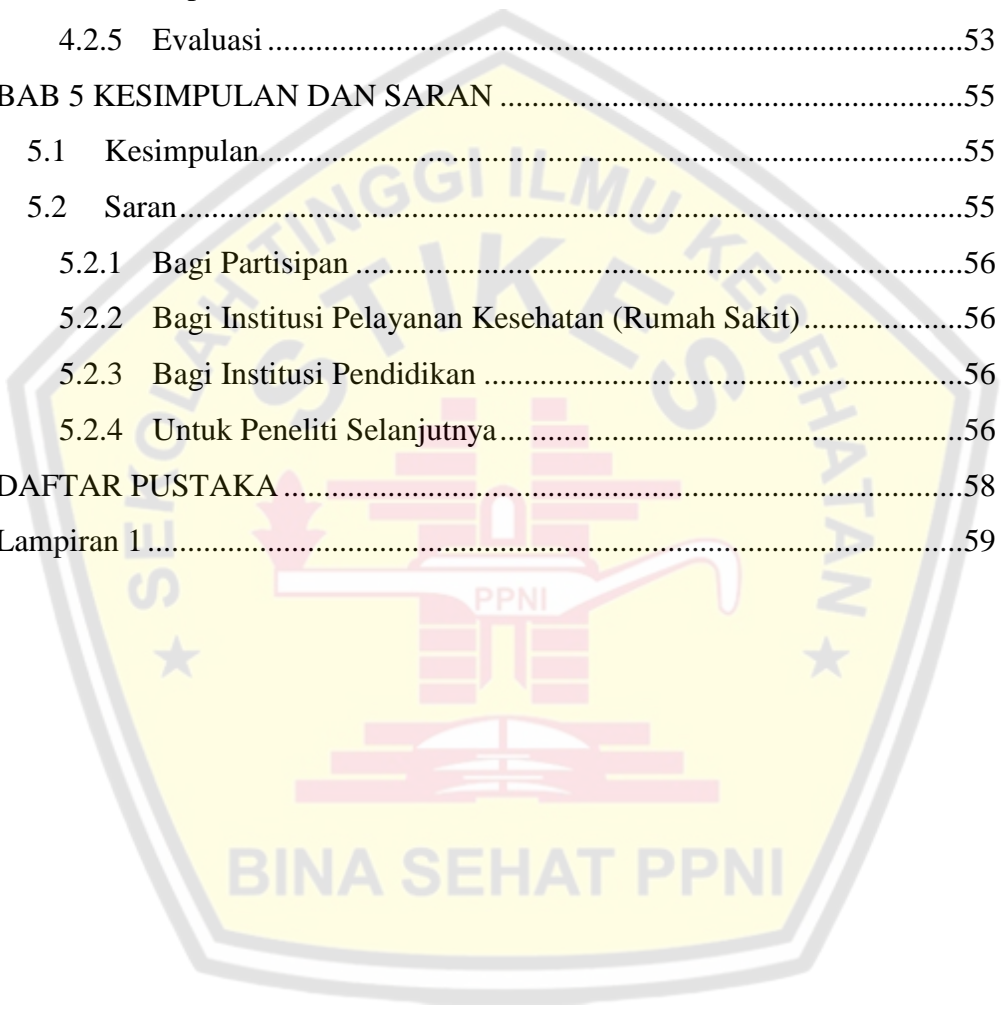 4.2.5 Evaluasi ........................................................................................53
BAB 5 KESIMPULAN DAN SARAN ..........................................................55
5.1 Kesimpulan........................................................................................55
5.2 Saran..................................................................................................55
5.2.1 Bagi Partisipan ............................................................................56
5.2.2 Bagi Institusi Pelayanan Kesehatan (Rumah Sakit)....................56
5.2.3 Bagi Institusi Pendidikan ............................................................56
5.2.4 Untuk Peneliti Selanjutnya..........................................................56
DAFTAR PUSTAKA .....................................................................................58
Lampiran 1......................................................................................................59
SEKOLAH TINGGI ILMU KESEHATAN
STIKES
PPNI
BINA SEHAT PPNI